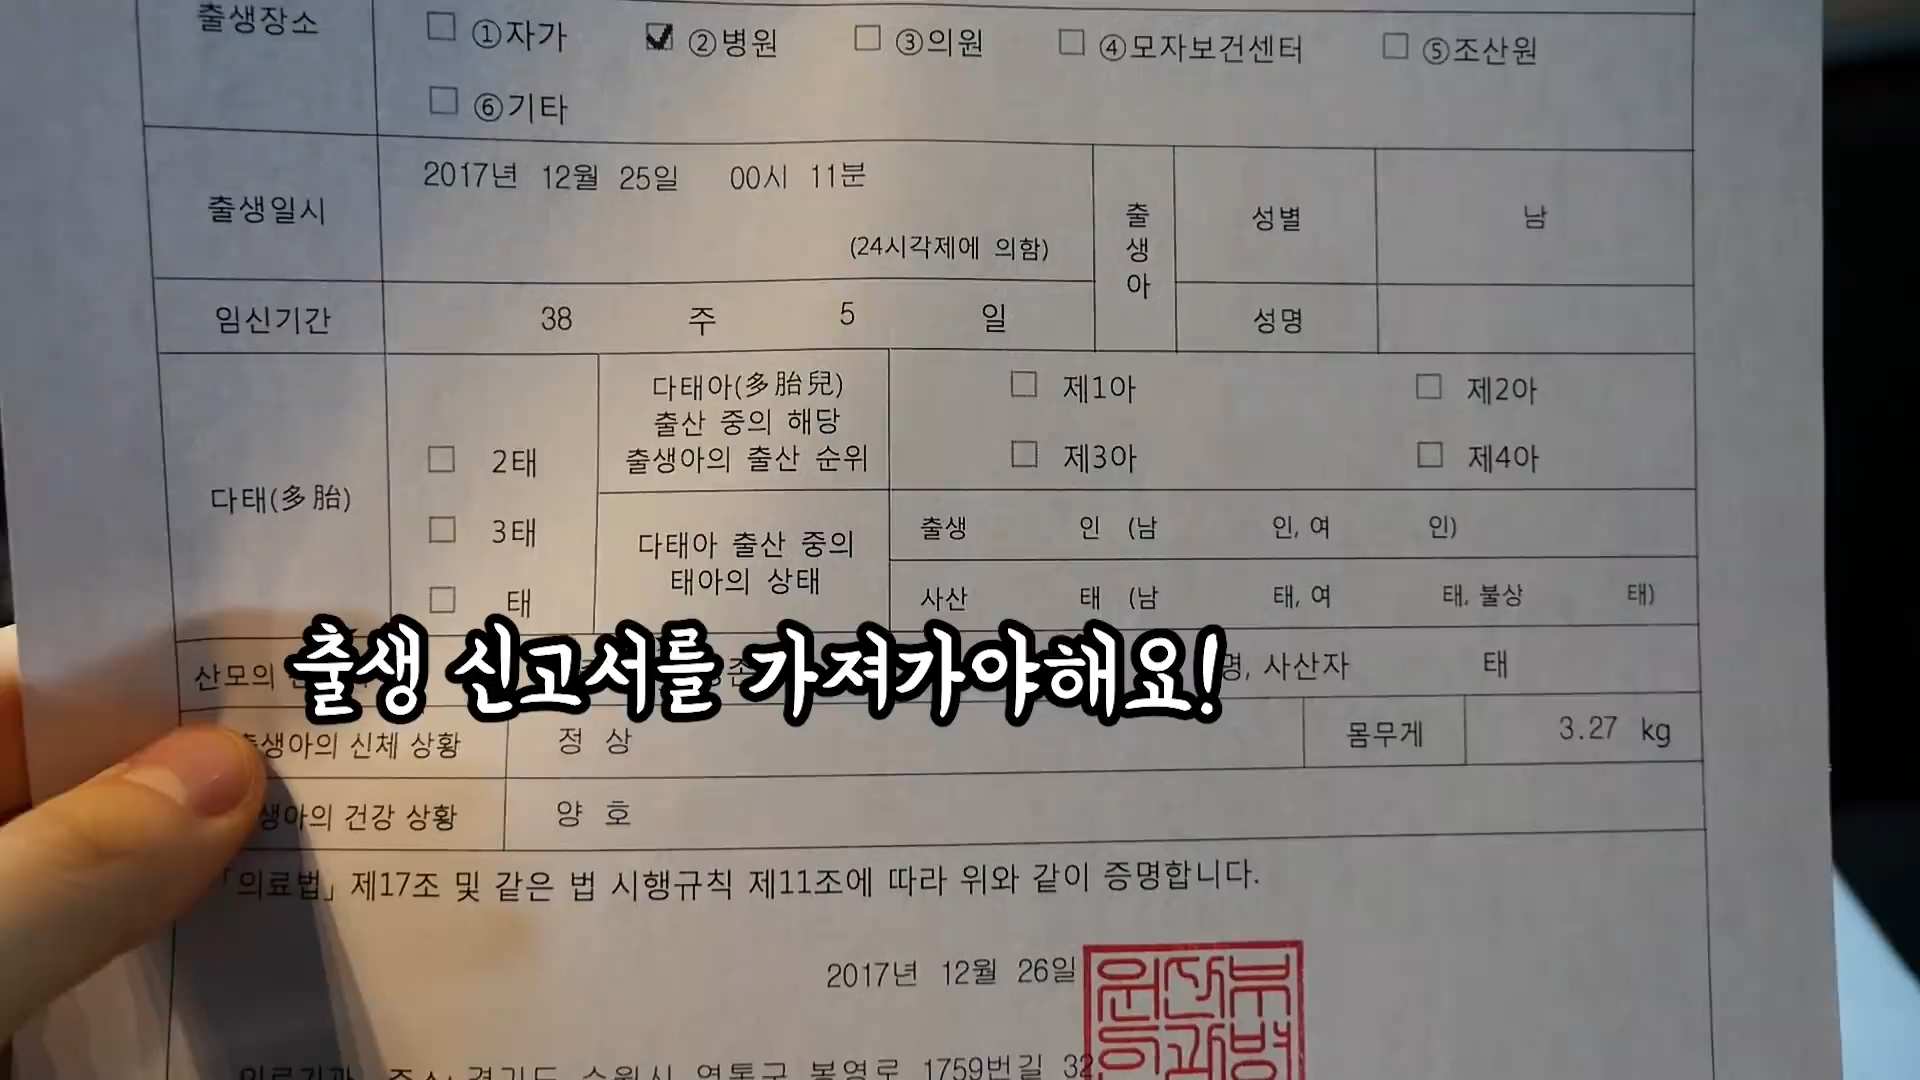 출생장소 ①자가 ②병원 ③의원 ④모자보건센터 ⑤조산원
⑥기타
출생일시 2017년 12월 25일 00시 11분
(24시각제에 의함)
출생아 성별 남
성명
임신기간 38 주 5 일
다태(多胎)
2태
3태
태
다태아(多胎兒)
출산 중의 해당
출생아의 출산 순위
제1아 제2아
제3아 제4아
다태아 출산 중의
태아의 상태
출생 인 (남 인, 여 인)
사산 태 (남 태, 여 태, 불상 태)
산모의 명, 사산자 태
출생 신고서를 가져가야해요!
출생아의 신체 상황 정 상 몸무게 3.27 kg
생아의 건강 상황 양 호
「의료법」 제17조 및 같은 법 시행규칙 제11조에 따라 위와 같이 증명합니다.
2017년 12월 26일
의료기관 주소: 경기도 수원시 영통구 봉영로 1759번길 32